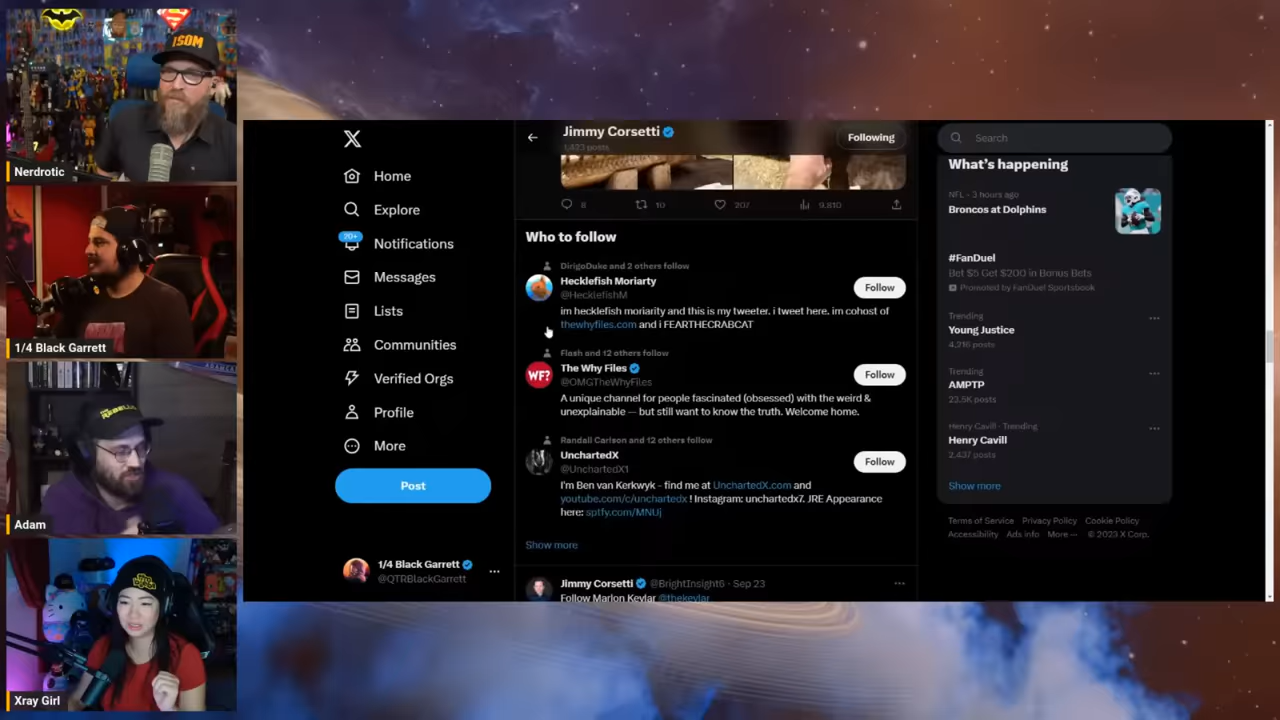 ISOM
Nerdrotic
1/4 Black Garrett
Adam
Xray Girl
Home
Explore
20+
Notifications
Messages
Lists
Communities
Verified Orgs
Profile
More
Post
1/4 Black Garrett
@QTRBlackGarrett
Jimmy Corsetti
1,423 posts
Following
8
10
207
9,810
Who to follow
DirigoDuke and 2 others follow
Hecklefish Moriarty
@HecklefishM
Follow
im hecklefish moriarty and this is my tweeter. i tweet here. im cohost of
thewhyfiles.com and i FEARTHECRABCAT
Flash and 12 others follow
WF?
The Why Files
@OMGTheWhyFiles
Follow
A unique channel for people fascinated (obsessed) with the weird &
unexplainable — but still want to know the truth. Welcome home.
Randall Carlson and 12 others follow
UnchartedX
@UnchartedX1
Follow
I'm Ben van Kerkwyk - find me at UnchartedX.com and
youtube.com/c/unchartedx ! Instagram: unchartedx7. JRE Appearance
here: sptfy.com/MNUj
Show more
Jimmy Corsetti @BrightInsight6 · Sep 23
Follow Marlon Keylar @thekeylar
Search
What's happening
NFL · 3 hours ago
Broncos at Dolphins
#FanDuel
Bet $5 Get $200 in Bonus Bets
Promoted by FanDuel Sportsbook
Trending
Young Justice
4,216 posts
Trending
AMPTP
23.5K posts
Henry Cavill · Trending
Henry Cavill
2,437 posts
Show more
Terms of Service Privacy Policy Cookie Policy
Accessibility Ads info More ··· © 2023 X Corp.